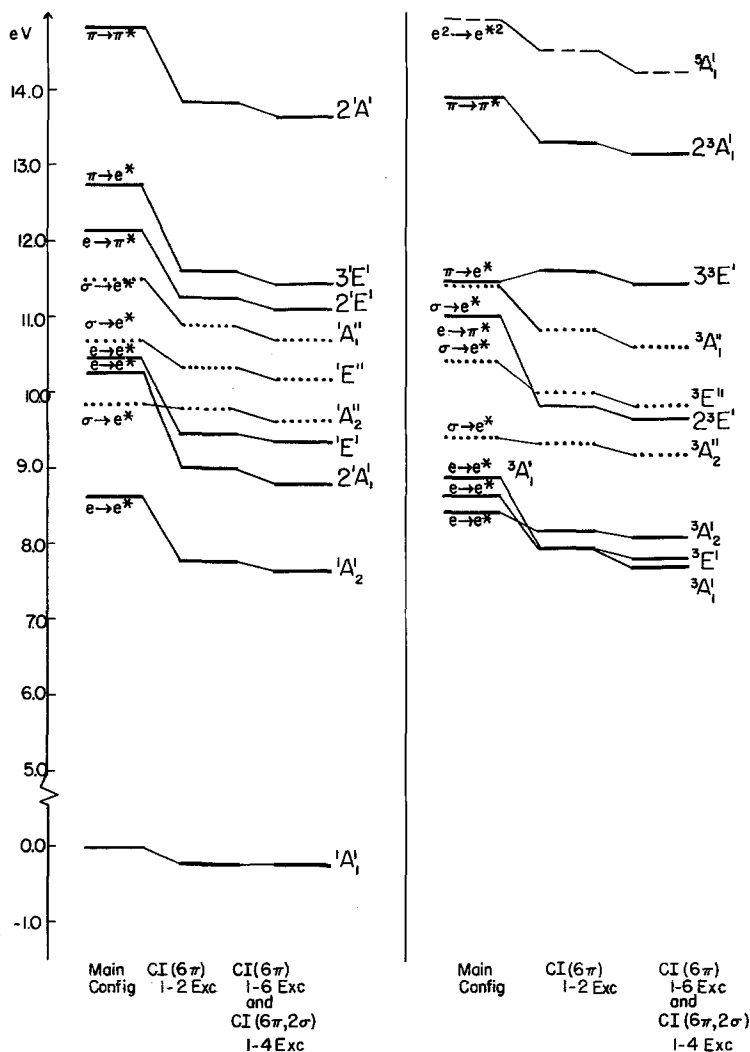 eV
14.0
13.0
12.0
11.0
10.0
9.0
8.0
7.0
6.0
5.0
0.0
-1.0
π→π*
2¹A'
π→e*
e→π*
3¹E'
2¹E'
σ→e*
¹A₁"
σ→e*
¹E"
e→e*
e→e*
¹A₂"
σ→e*
¹E'
2¹A₁'
e→e*
¹A₂'
¹A₁'
Main
Config
CI(6π)
1-2 Exc
CI(6π)
1-6 Exc
and
CI(6π,2σ)
1-4 Exc
e²→e*²
⁵A₁'
π→π*
2³A₁'
π→e*
3³E'
σ→e*
³A₁"
e→π*
σ→e*
³E"
2³E'
σ→e*
³A₂"
e→e* ³A₁'
e→e*
e→e*
³A₂'
³E'
³A₁'
Main
Config
CI(6π)
1-2 Exc
CI(6π)
1-6 Exc
and
CI(6π,2σ)
1-4 Exc